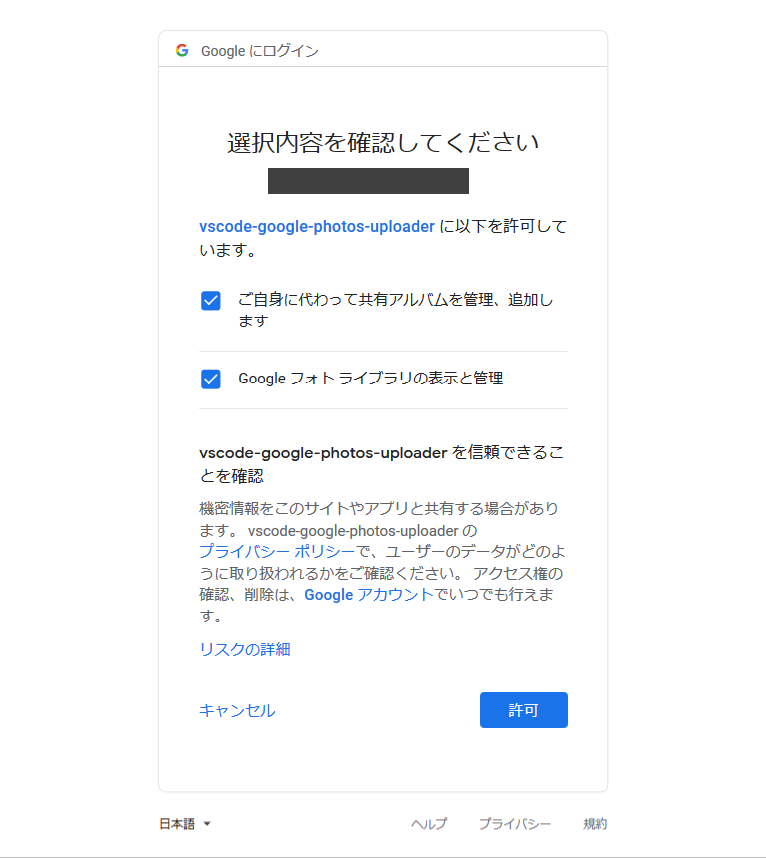 Google にログイン
選択内容を確認してください
vscode-google-photos-uploader に以下を許可して
います。
ご自身に代わって共有アルバムを管理、追加し
ます
Google フォト ライブラリの表示と管理
vscode-google-photos-uploader を信頼できるこ
とを確認
機密情報をこのサイトやアプリと共有する場合があり
ます。 vscode-google-photos-uploader の
プライバシー ポリシーで、ユーザーのデータがどのよ
うに取り扱われるかをご確認ください。 アクセス権の
確認、削除は、Google アカウントでいつでも行えま
す。
リスクの詳細
キャンセル
許可
日本語
ヘルプ
プライバシー
規約